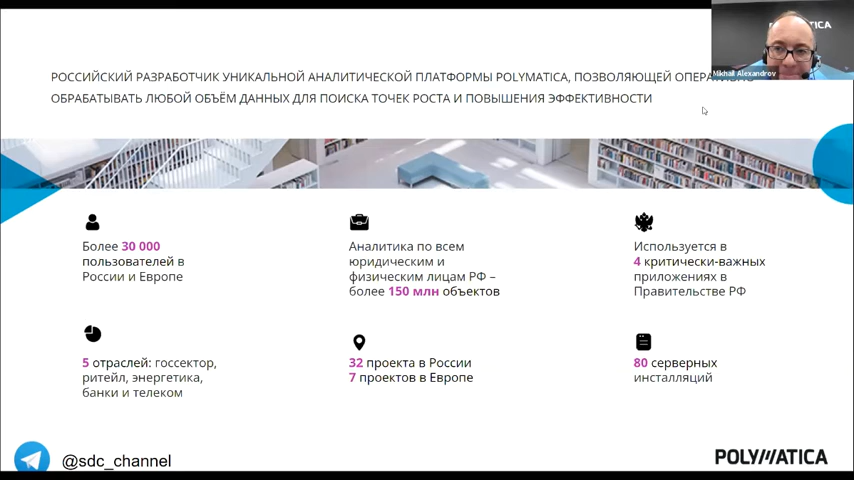 РОССИЙСКИЙ РАЗРАБОТЧИК УНИКАЛЬНОЙ АНАЛИТИЧЕСКОЙ ПЛАТФОРМЫ POLYMATICA, ПОЗВОЛЯЮЩЕЙ ОПЕРАТИВНО
ОБРАБАТЫВАТЬ ЛЮБОЙ ОБЪЁМ ДАННЫХ ДЛЯ ПОИСКА ТОЧЕК РОСТА И ПОВЫШЕНИЯ ЭФФЕКТИВНОСТИ
Mikhail Alexandrov
Более 30 000
пользователей в
России и Европе
Аналитика по всем
юридическим и
физическим лицам РФ –
более 150 млн объектов
Используется в
4 критически-важных
приложениях в
Правительстве РФ
5 отраслей: госсектор,
ритейл, энергетика,
банки и телеком
32 проекта в России
7 проектов в Европе
80 серверных
инсталляций
@sdc_channel
POLYMATICA